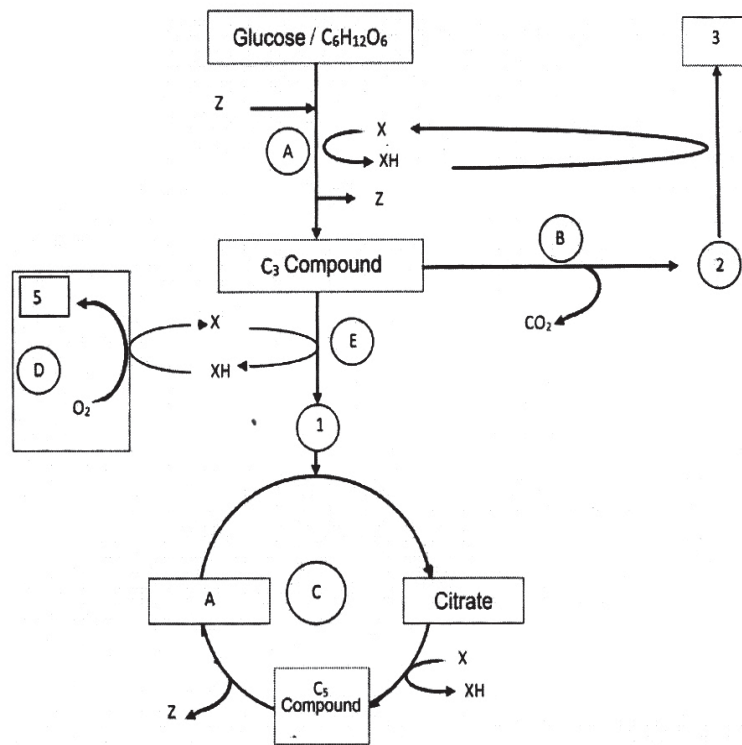 Glucose / C₆H₁₂O₆
3
Z
X
A
XH
Z
B
C₃ Compound
2
CO₂
5
X
E
D
XH
O₂
1
A
C
Citrate
X
C₅
Compound
XH
Z